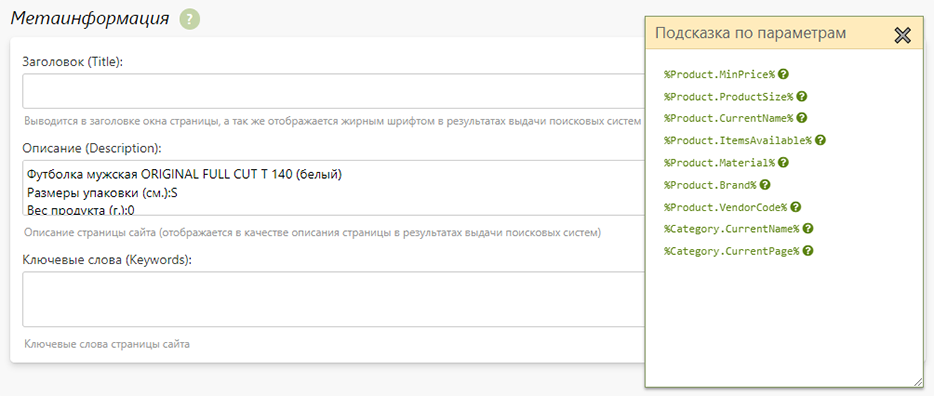 Метаинформация ?
Заголовок (Title):
Выводится в заголовке окна страницы, а так же отображается жирным шрифтом в результатах выдачи поисковых систем
Описание (Description):
Футболка мужская ORIGINAL FULL CUT T 140 (белый)
Размеры упаковки (см.):S
Вес продукта (г.):0
Описание страницы сайта (отображается в качестве описания страницы в результатах выдачи поисковых систем)
Ключевые слова (Keywords):
Ключевые слова страницы сайта
Подсказка по параметрам
%Product.MinPrice% ?
%Product.ProductSize% ?
%Product.CurrentName% ?
%Product.ItemsAvailable% ?
%Product.Material% ?
%Product.Brand% ?
%Product.VendorCode% ?
%Category.CurrentName% ?
%Category.CurrentPage% ?